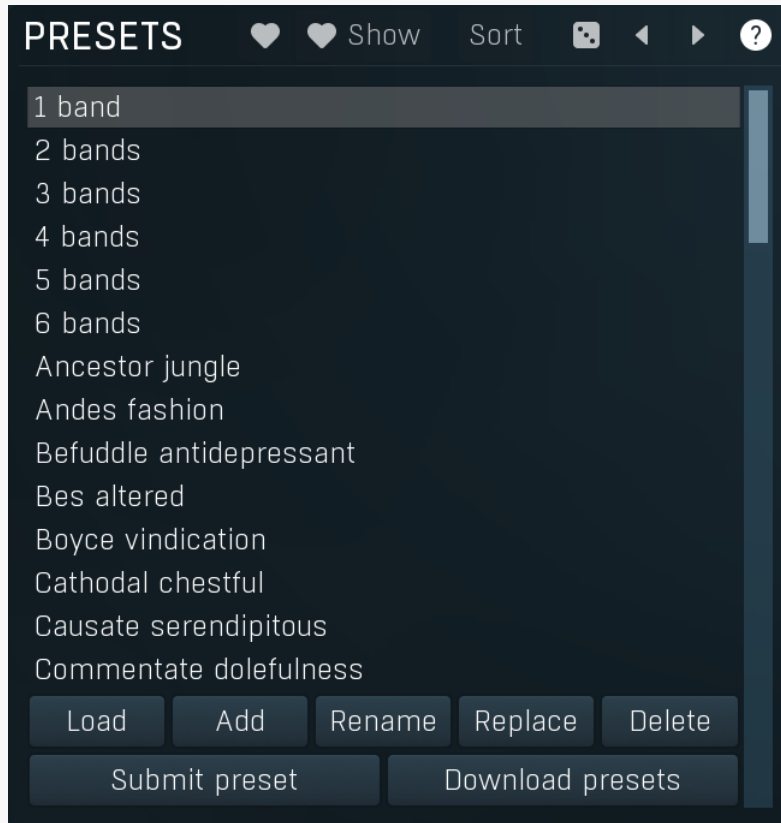 PRESETS Show Sort ?
1 band
2 bands
3 bands
4 bands
5 bands
6 bands
Ancestor jungle
Andes fashion
Befuddle antidepressant
Bes altered
Boyce vindication
Cathodal chestful
Causate serendipitous
Commentate dolefulness
Load Add Rename Replace Delete
Submit preset Download presets